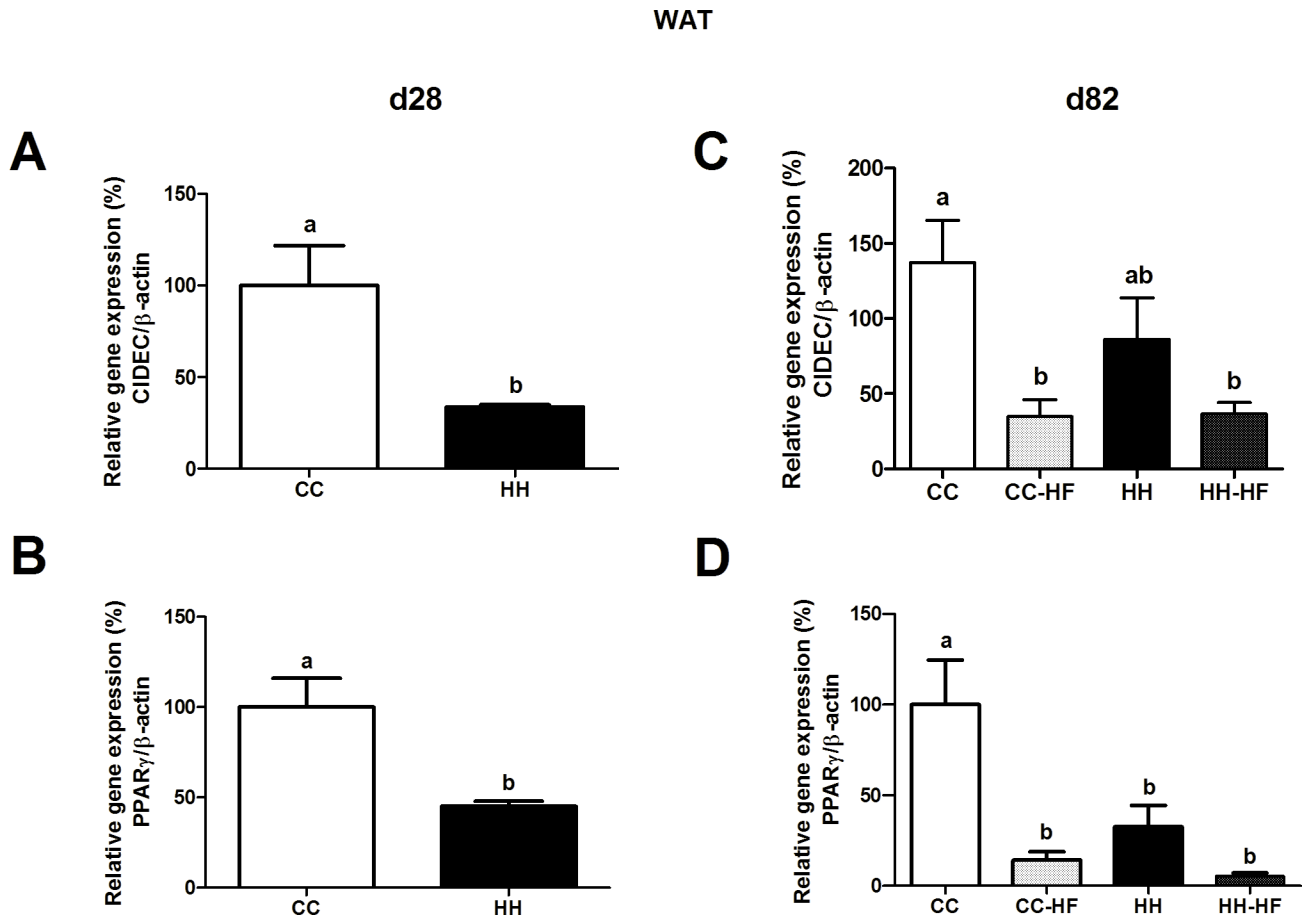 WAT
d28
d82
A
Relative gene expression (%)
CIDEC/β-actin
150
100
50
0
a
b
CC
HH
C
Relative gene expression (%)
CIDEC/β-actin
200
150
100
50
0
a
b
ab
b
CC
CC-HF
HH
HH-HF
B
Relative gene expression (%)
PPARγ/β-actin
150
100
50
0
a
b
CC
HH
D
Relative gene expression (%)
PPARγ/β-actin
150
100
50
0
a
b
b
b
CC
CC-HF
HH
HH-HF